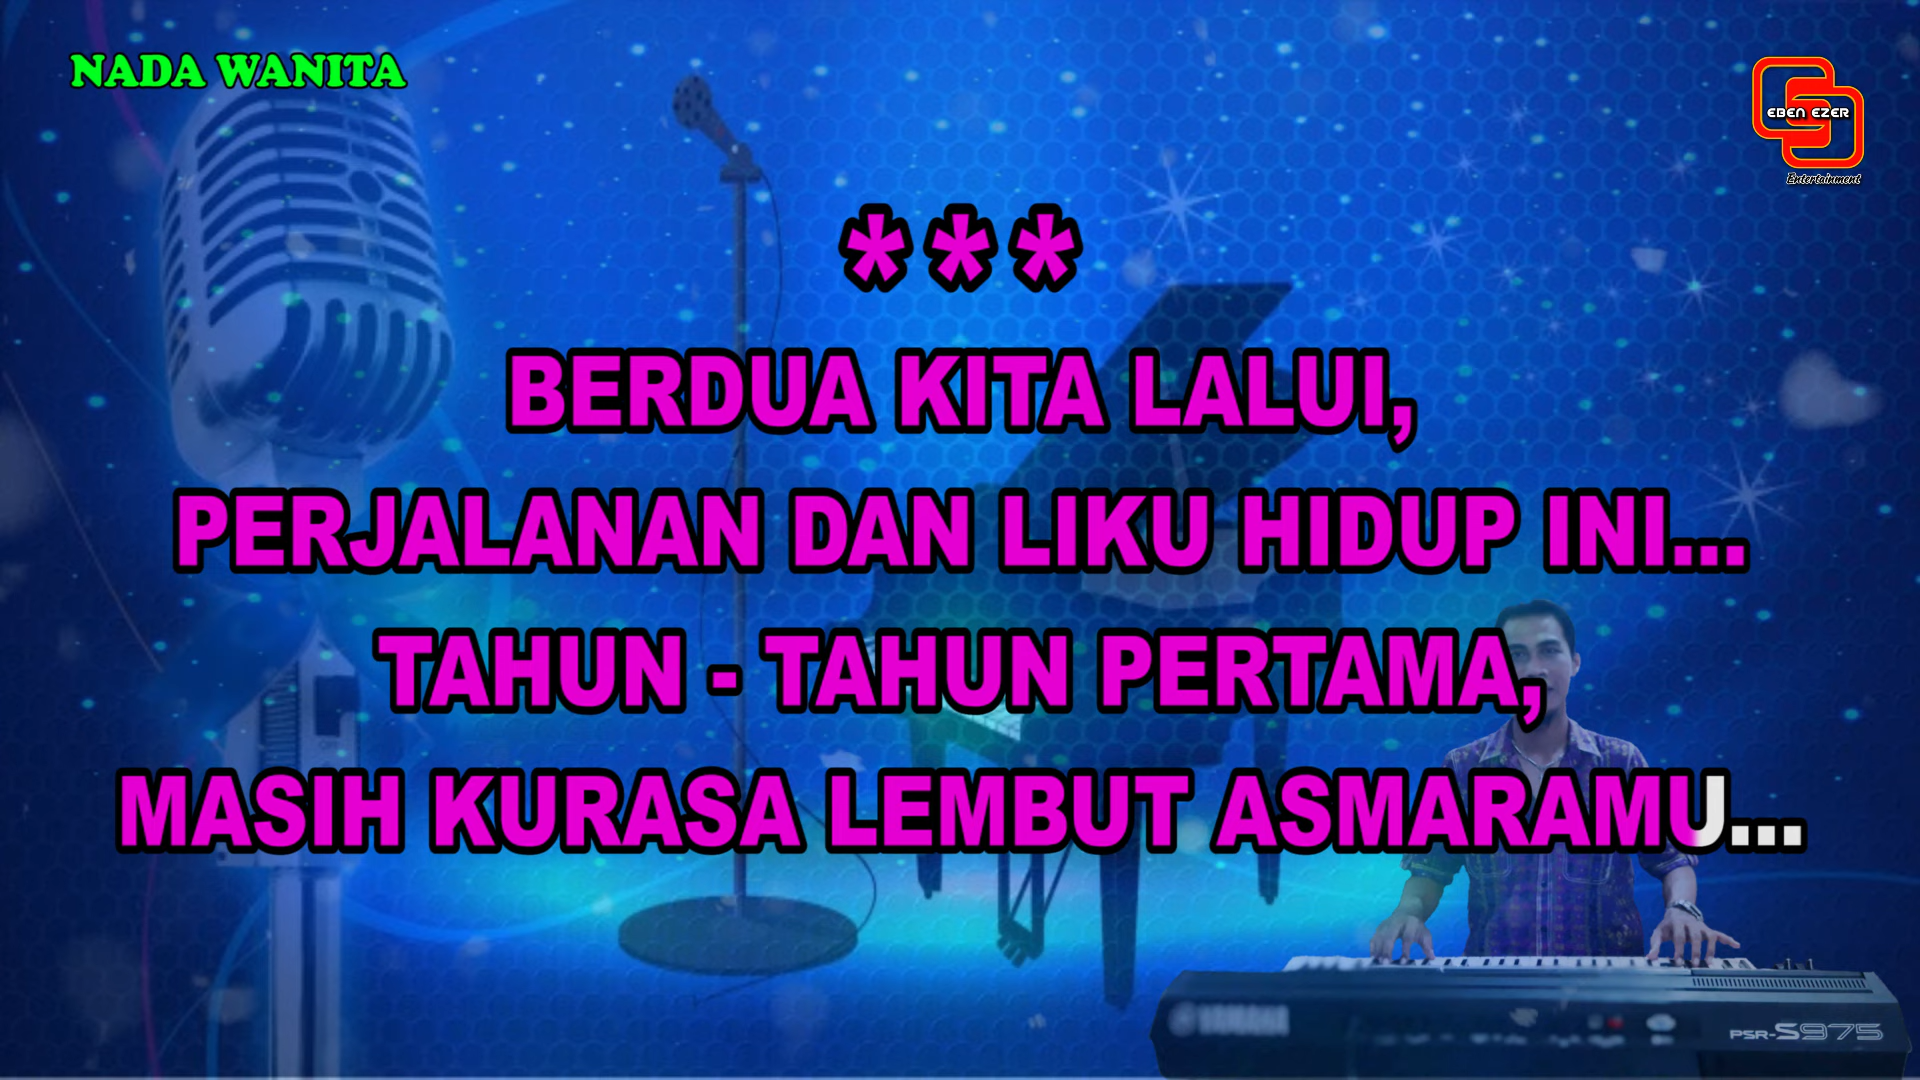 NADA WANITA
EBEN EZER
Entertainment
***
BERDUA KITA LALUI,
PERJALANAN DAN LIKU HIDUP INI...
TAHUN - TAHUN PERTAMA,
MASIH KURASA LEMBUT ASMARAMU...
YAMAHA
PSR-S975